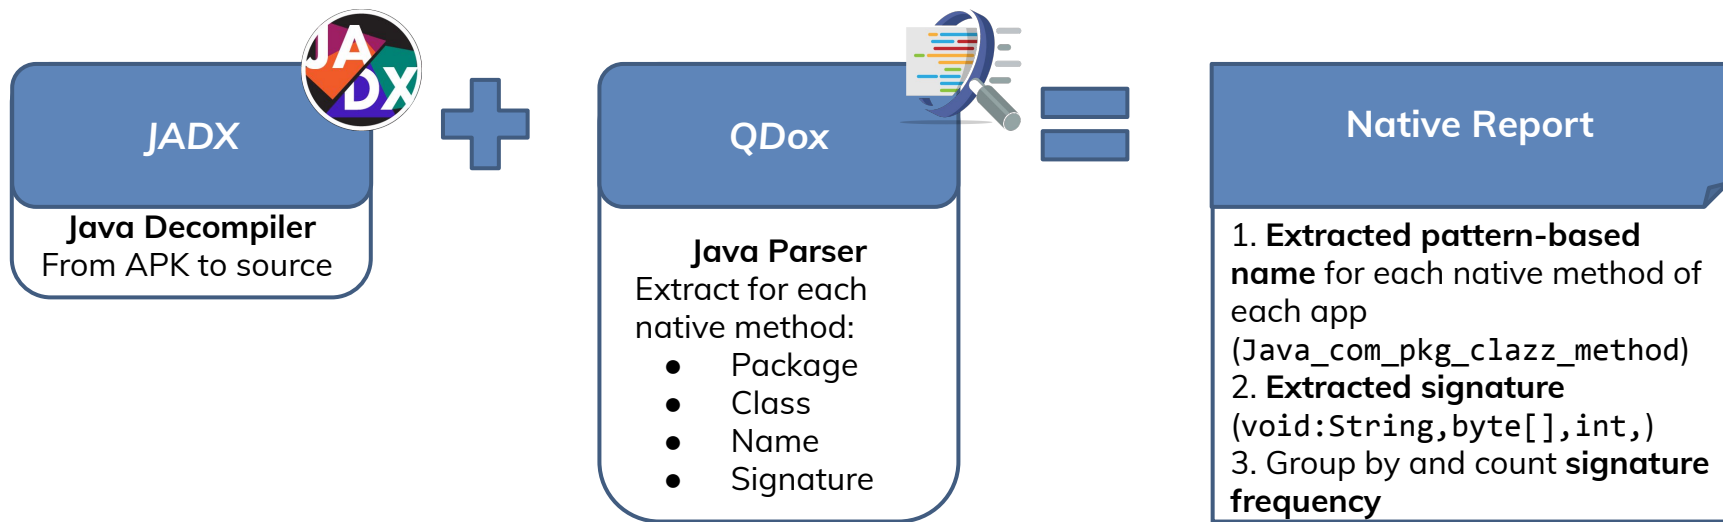 JA
DX
JADX
Java Decompiler
From APK to source
QDox
Java Parser
Extract for each
native method:
● Package
● Class
● Name
● Signature
Native Report
1. Extracted pattern-based
name for each native method of
each app
(Java_com_pkg_clazz_method)
2. Extracted signature
(void:String,byte[],int,)
3. Group by and count signature
frequency